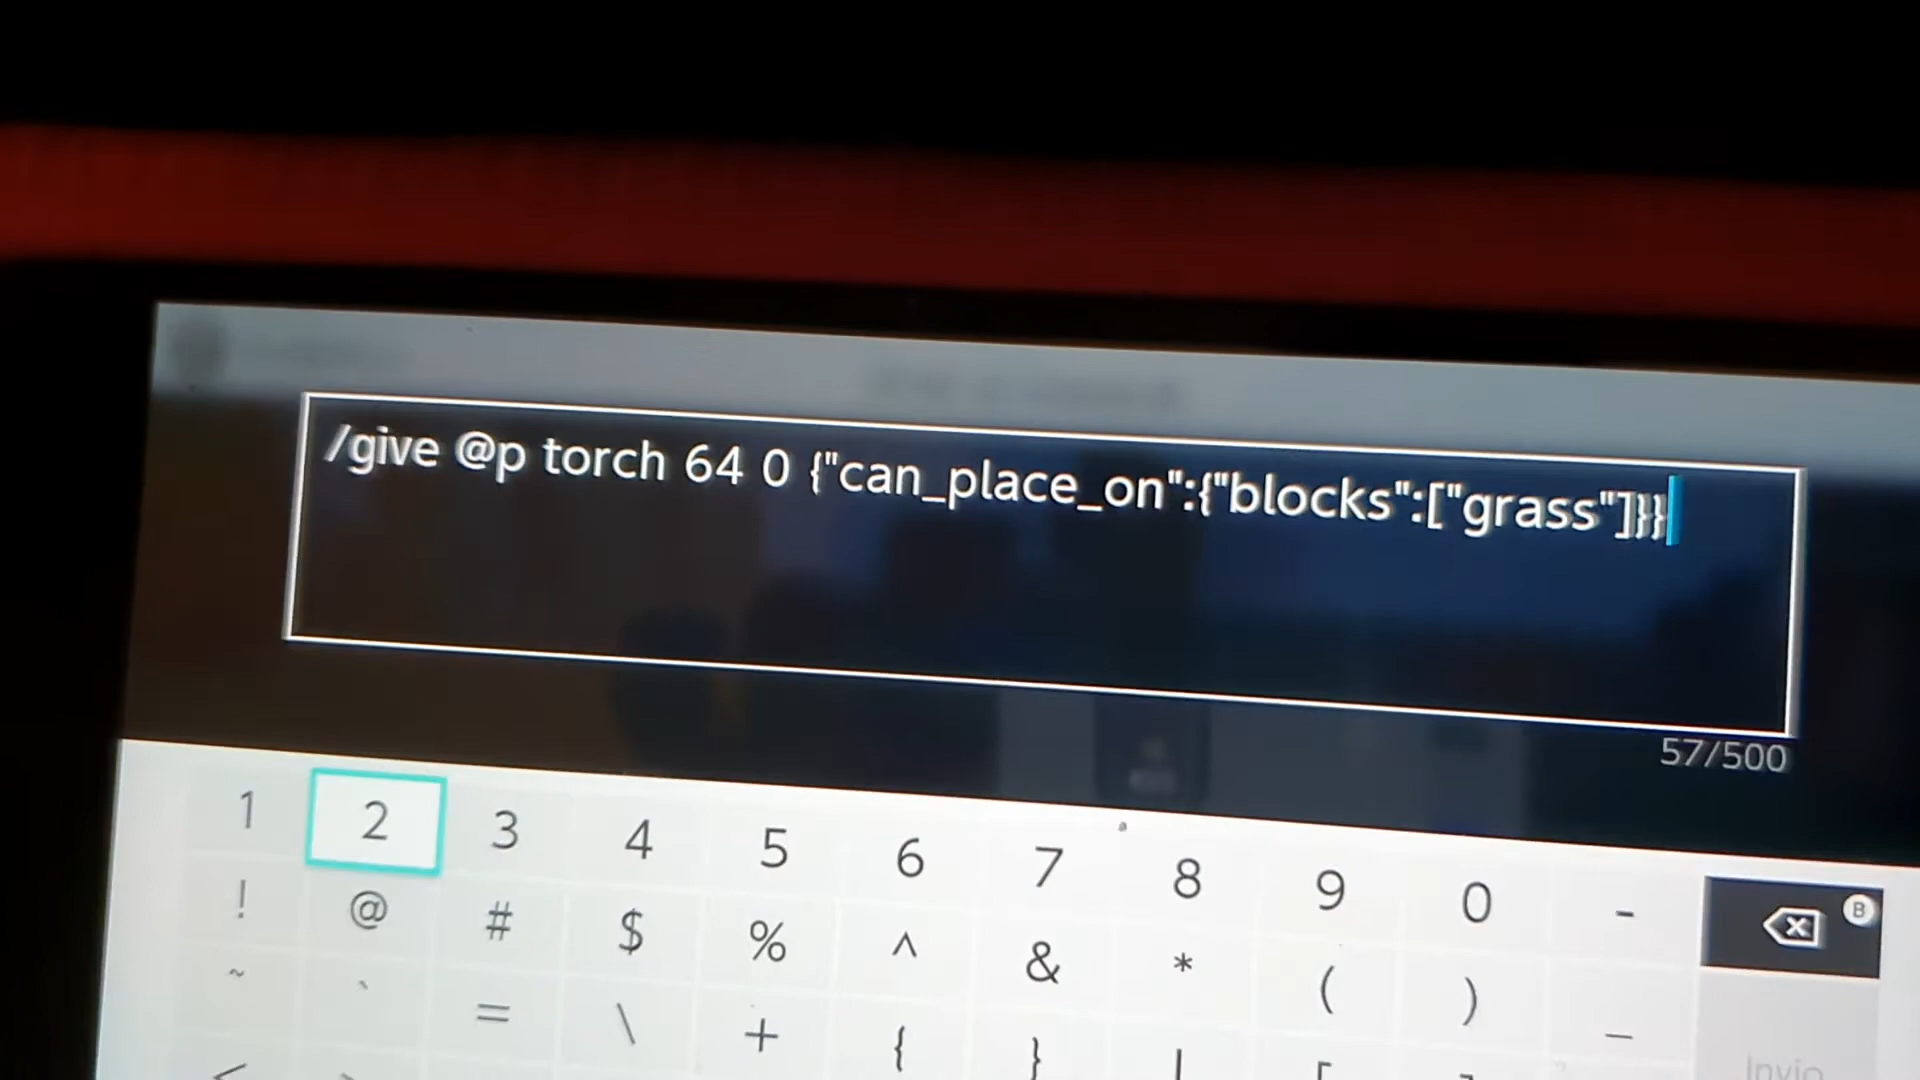 /give @p torch 64 0 {"can_place_on":{"blocks":["grass"]}}
57/500
1 2 3 4 5 6 7 8 9 0 -
B
! @ # $ % ^ & * ( ) _
~ ` = \ + { } |
Invio